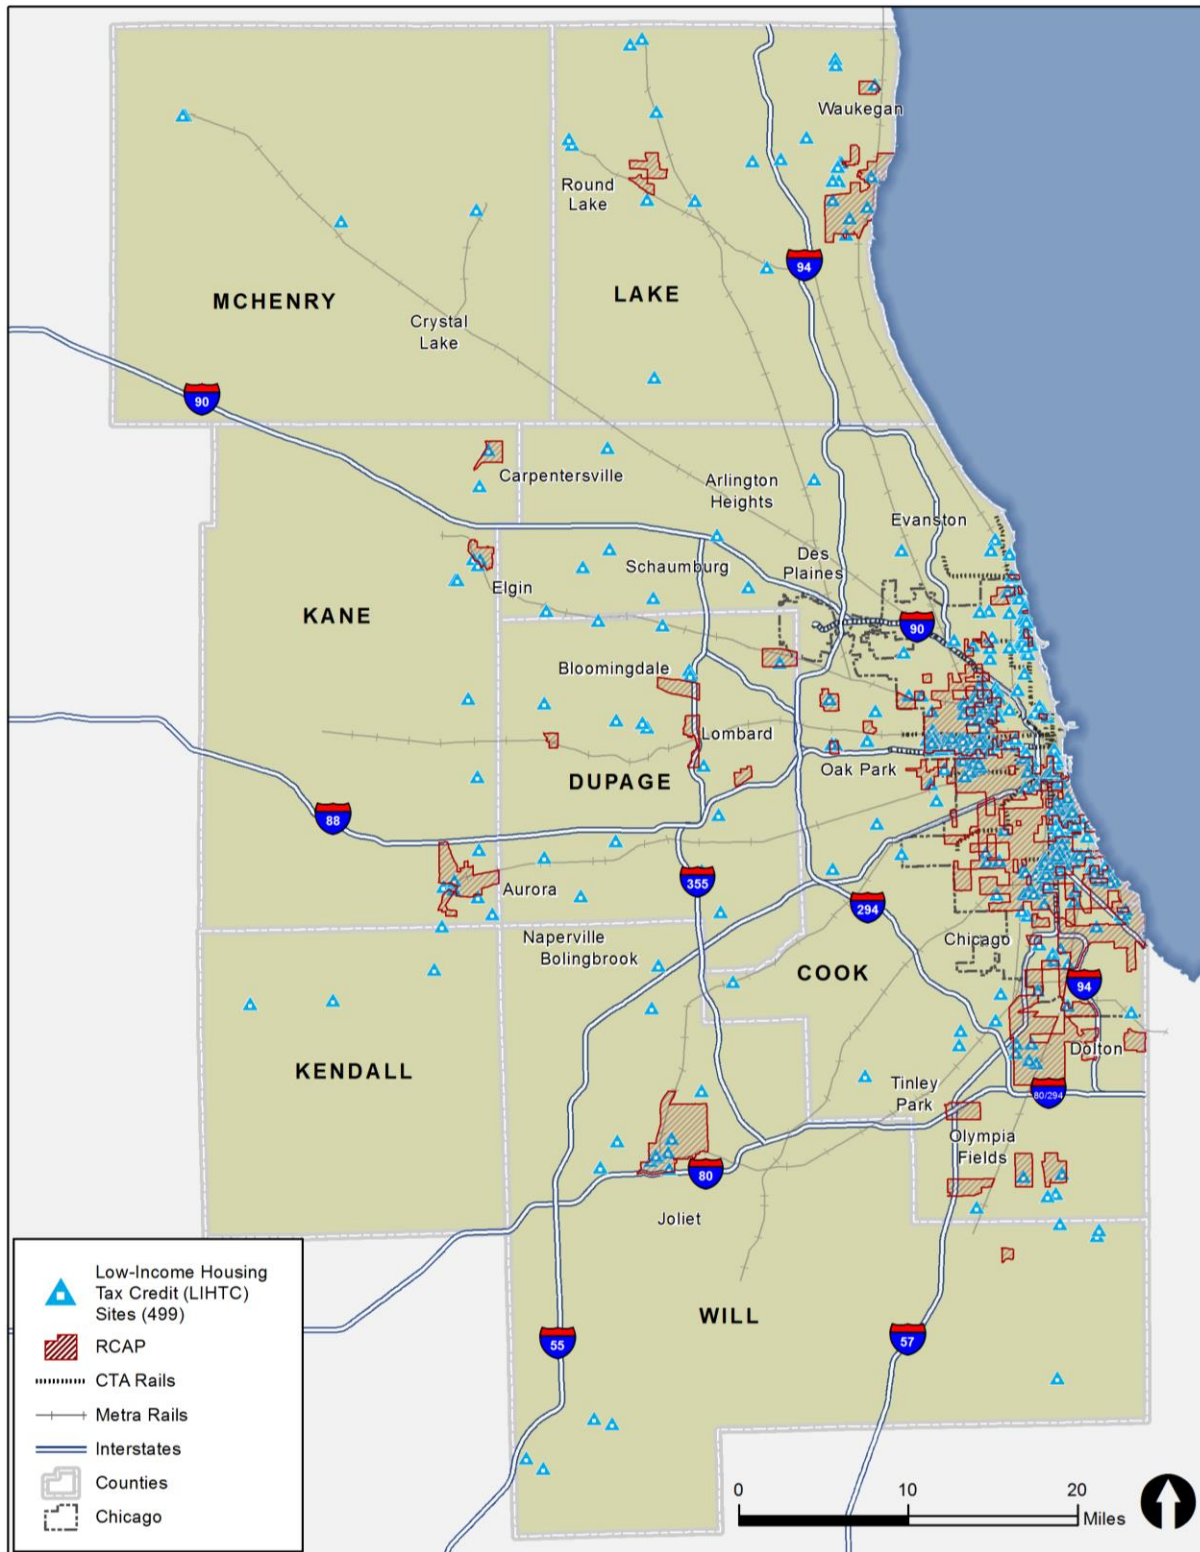 Waukegan
Round
Lake
94
MCHENRY
LAKE
Crystal
Lake
90
Carpentersville
Arlington
Heights
Evanston
Des
Plaines
Schaumburg
Elgin
KANE
90
Bloomingdale
Lombard
Oak Park
DUPAGE
88
355
Aurora
294
Naperville
Bolingbrook
Chicago
COOK
94
KENDALL
Dolton
Tinley
Park
80/294
Olympia
Fields
80
Joliet
WILL
55
57
Low-Income Housing
Tax Credit (LIHTC)
Sites (499)
RCAP
CTA Rails
Metra Rails
Interstates
Counties
Chicago
0
10
20
Miles